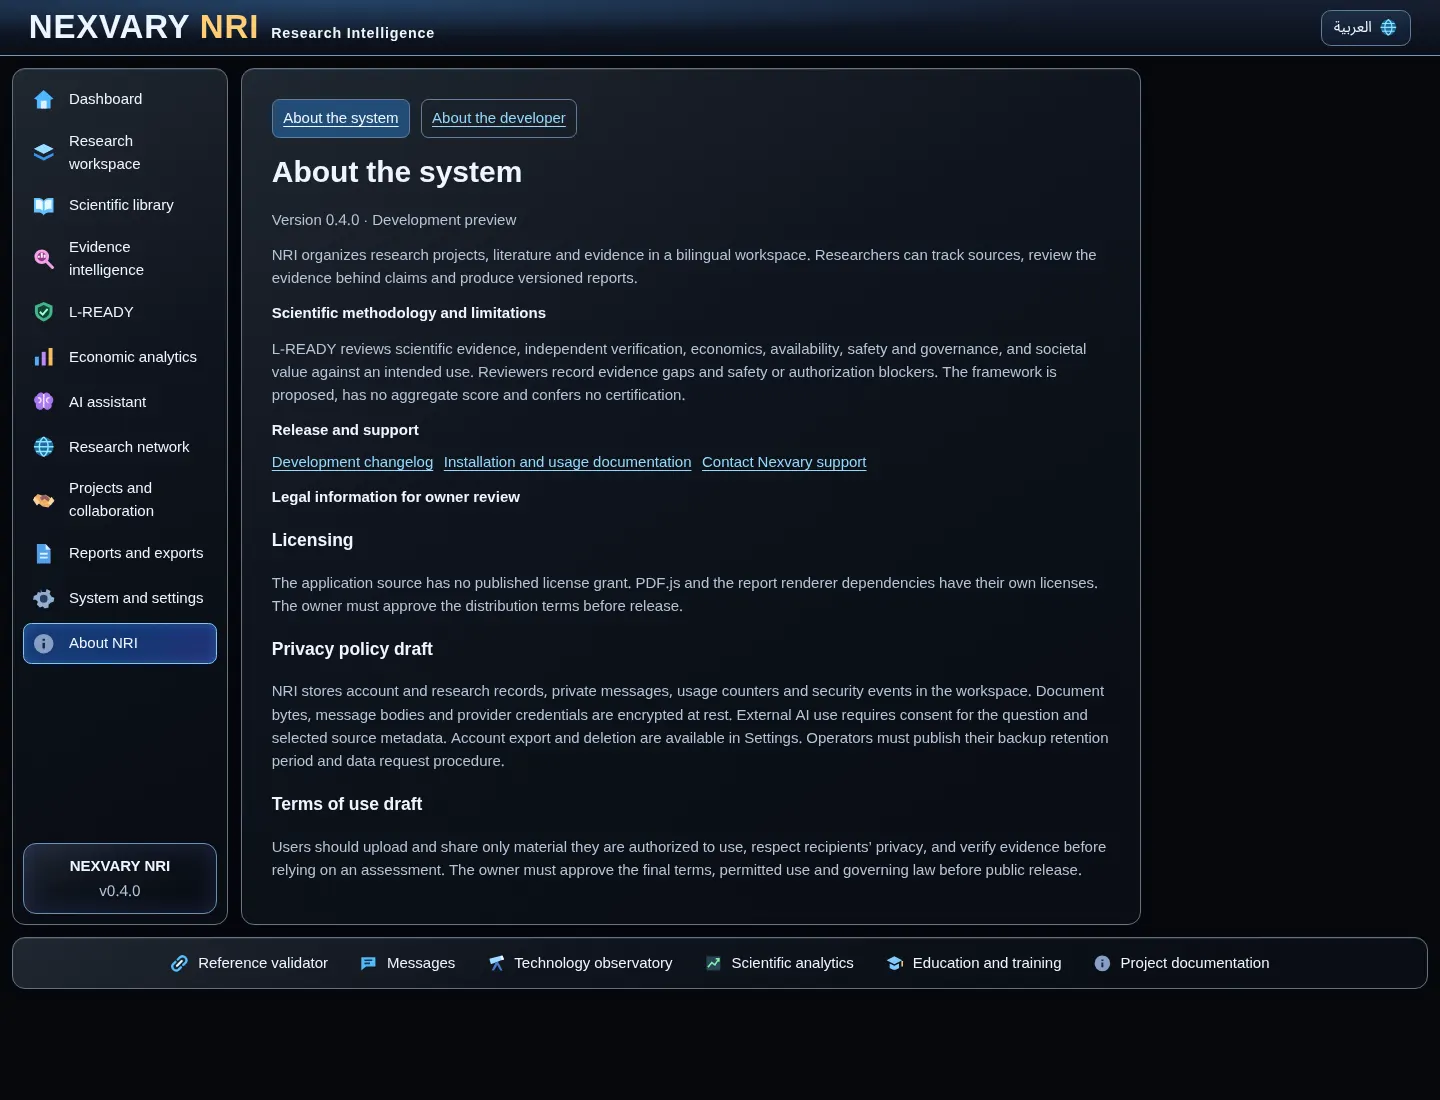 NEXVARY NRI Research Intelligence
العربية
Dashboard
Research
workspace
Scientific library
Evidence
intelligence
L-READY
Economic analytics
AI assistant
Research network
Projects and
collaboration
Reports and exports
System and settings
About NRI
NEXVARY NRI
v0.4.0
About the system
About the developer
About the system
Version 0.4.0 · Development preview
NRI organizes research projects, literature and evidence in a bilingual workspace. Researchers can track sources, review the
evidence behind claims and produce versioned reports.
Scientific methodology and limitations
L-READY reviews scientific evidence, independent verification, economics, availability, safety and governance, and societal
value against an intended use. Reviewers record evidence gaps and safety or authorization blockers. The framework is
proposed, has no aggregate score and confers no certification.
Release and support
Development changelog Installation and usage documentation Contact Nexvary support
Legal information for owner review
Licensing
The application source has no published license grant. PDF.js and the report renderer dependencies have their own licenses.
The owner must approve the distribution terms before release.
Privacy policy draft
NRI stores account and research records, private messages, usage counters and security events in the workspace. Document
bytes, message bodies and provider credentials are encrypted at rest. External AI use requires consent for the question and
selected source metadata. Account export and deletion are available in Settings. Operators must publish their backup retention
period and data request procedure.
Terms of use draft
Users should upload and share only material they are authorized to use, respect recipients’ privacy, and verify evidence before
relying on an assessment. The owner must approve the final terms, permitted use and governing law before public release.
Reference validator
Messages
Technology observatory
Scientific analytics
Education and training
Project documentation